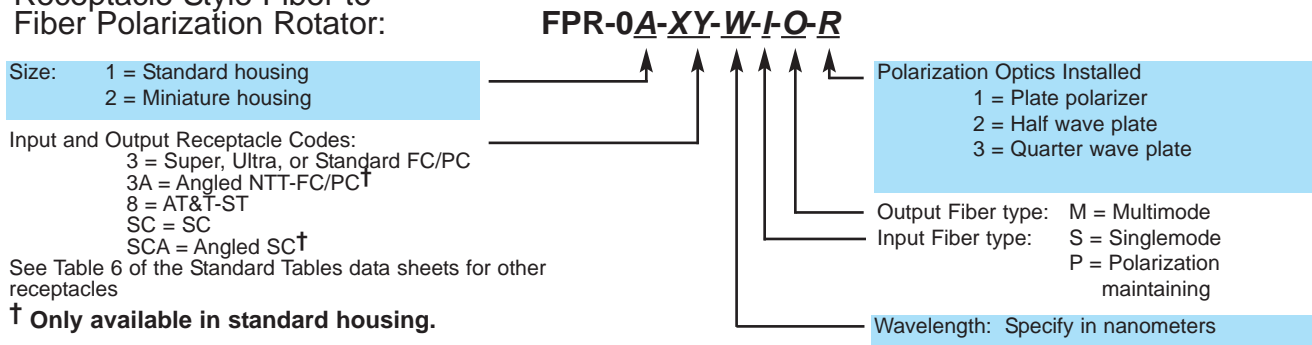 Receptacle Style Fiber to
Fiber Polarization Rotator:
FPR-0A-XY-W-I-O-R
Size: 1 = Standard housing
2 = Miniature housing
Input and Output Receptacle Codes:
3 = Super, Ultra, or Standard FC/PC
3A = Angled NTT-FC/PC†
8 = AT&T-ST
SC = SC
SCA = Angled SC†
See Table 6 of the Standard Tables data sheets for other
receptacles
† Only available in standard housing.
Polarization Optics Installed
1 = Plate polarizer
2 = Half wave plate
3 = Quarter wave plate
Output Fiber type: M = Multimode
Input Fiber type: S = Singlemode
P = Polarization
maintaining
Wavelength: Specify in nanometers